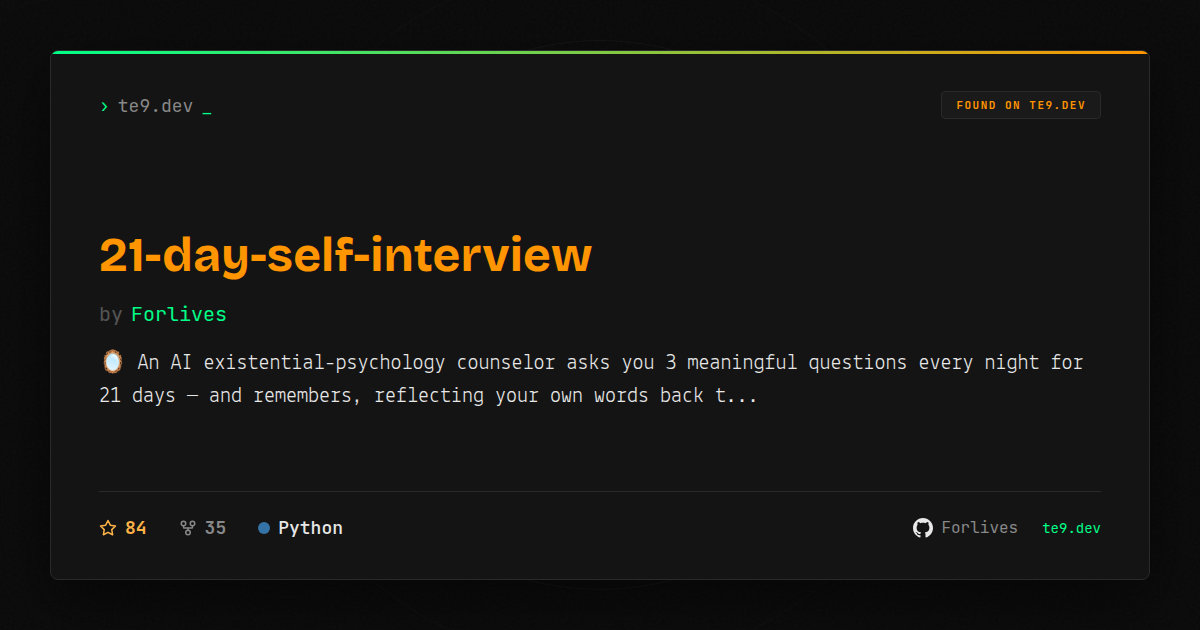 › te9.dev _
FOUND ON TE9.DEV
21-day-self-interview
by Forlives
🪞 An AI existential-psychology counselor asks you 3 meaningful questions every night for
21 days — and remembers, reflecting your own words back t...
84 35 Python
Forlives te9.dev